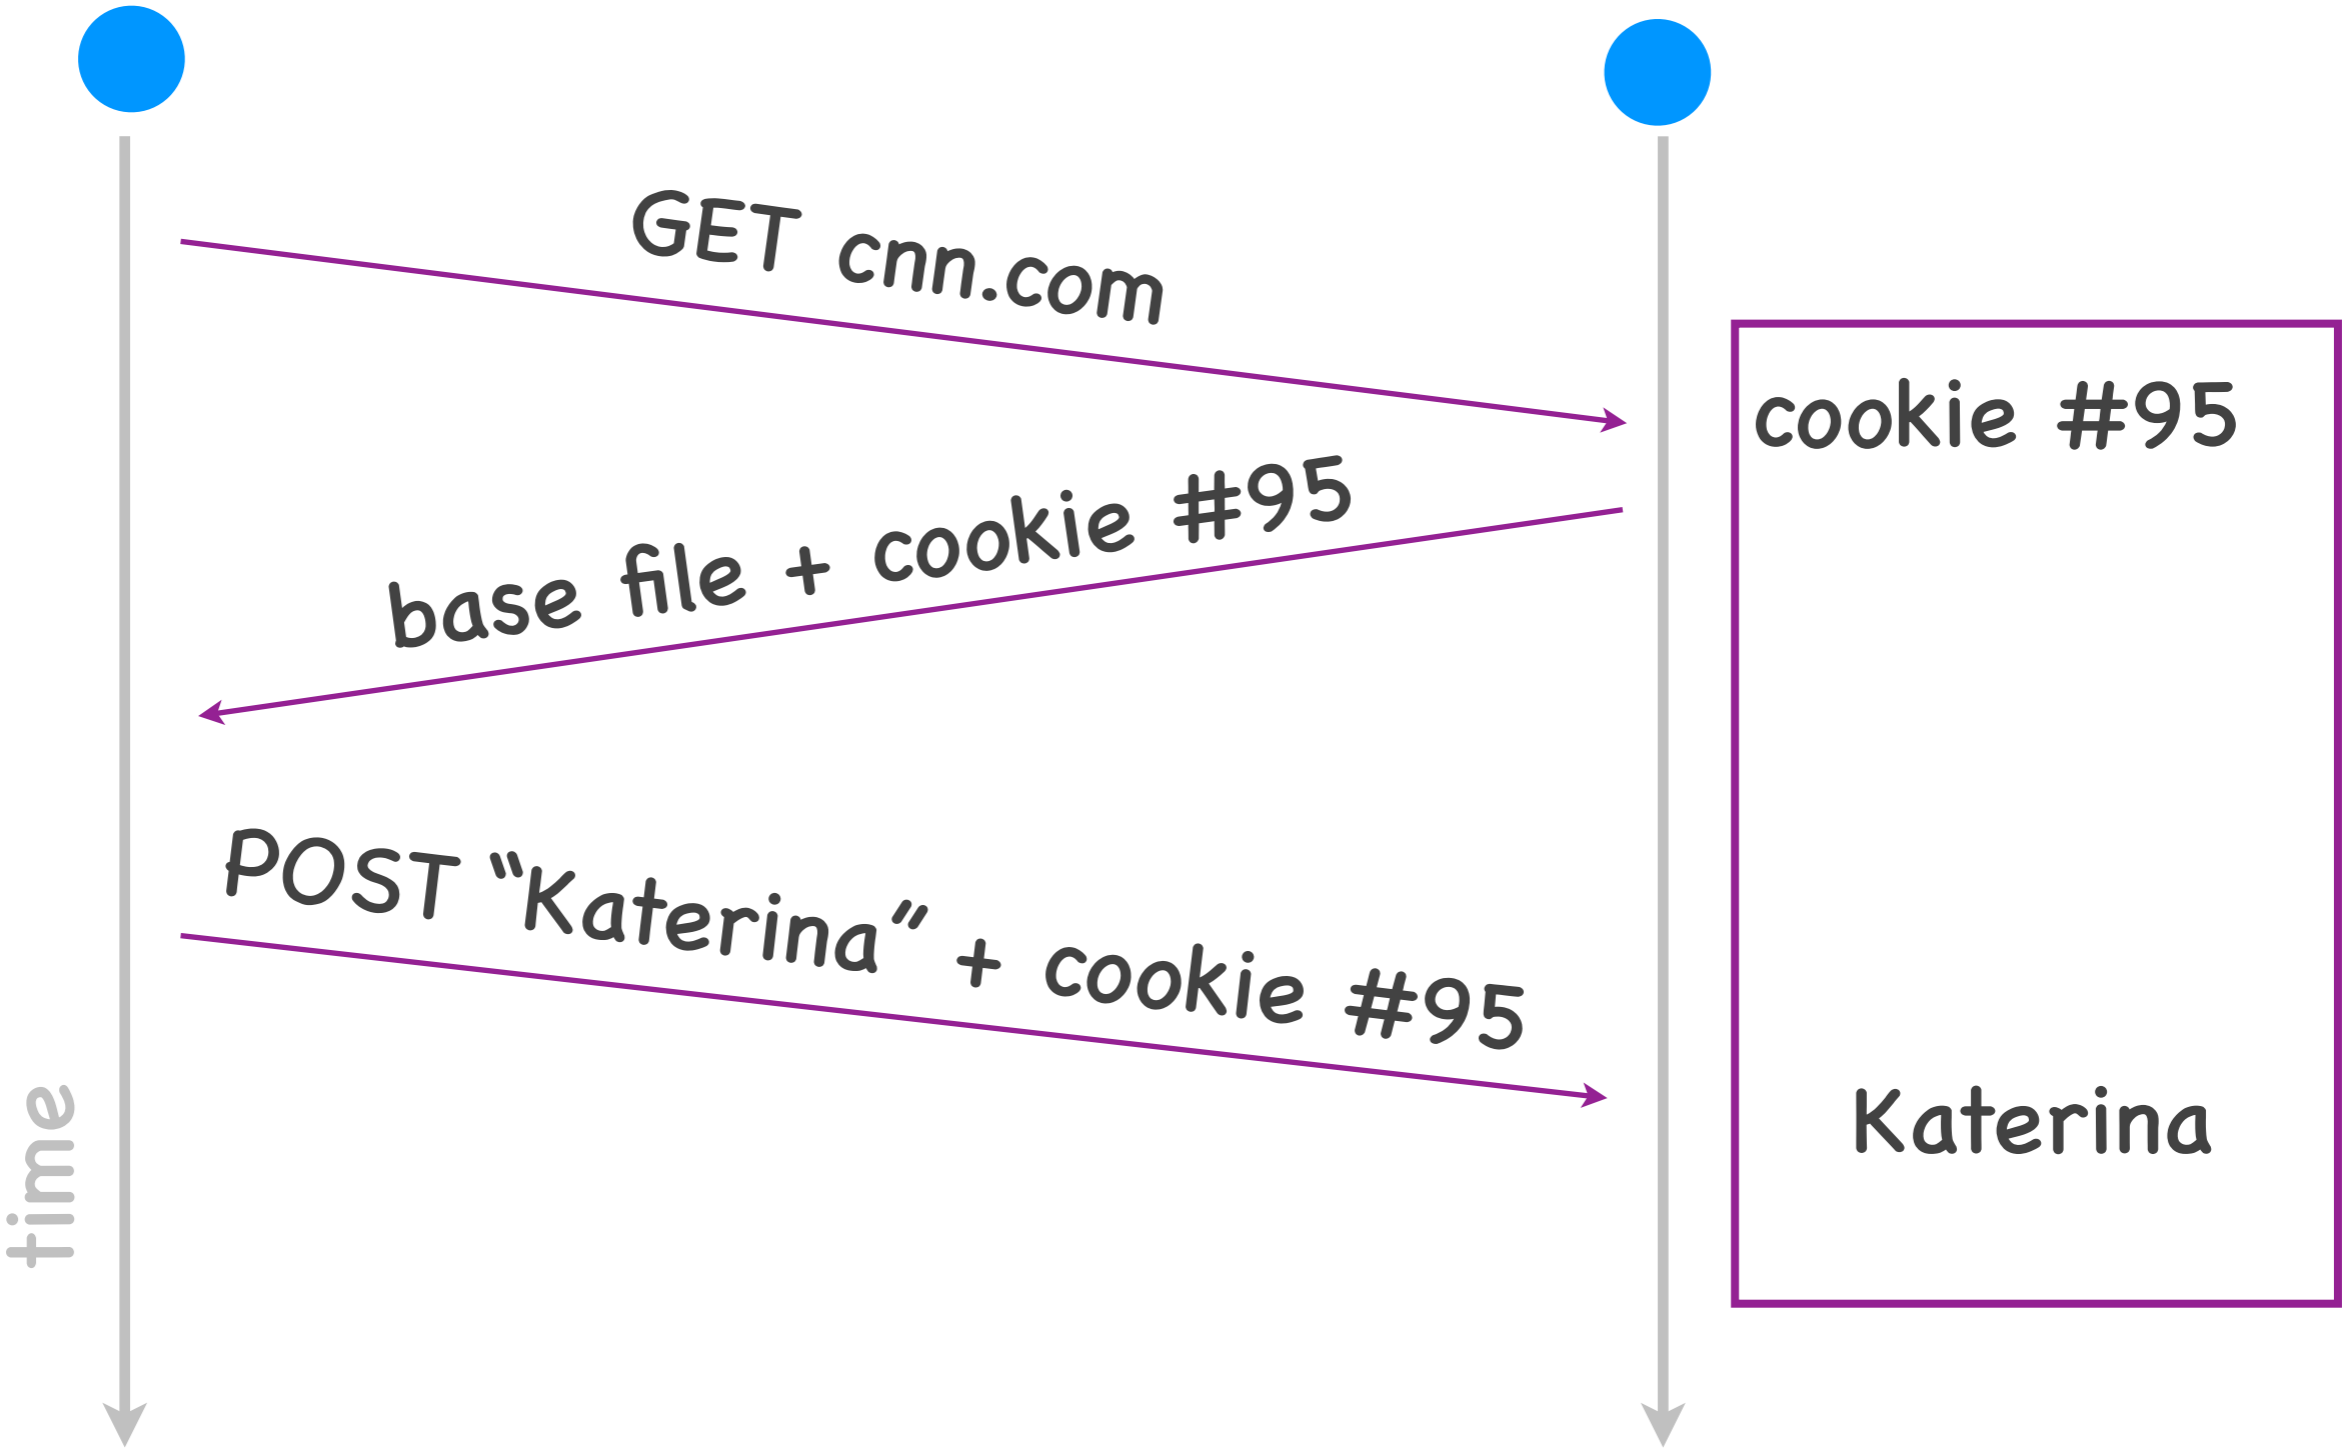 GET cnn.com
cookie #95
base file + cookie #95
POST “Katerina” + cookie #95
Katerina
time